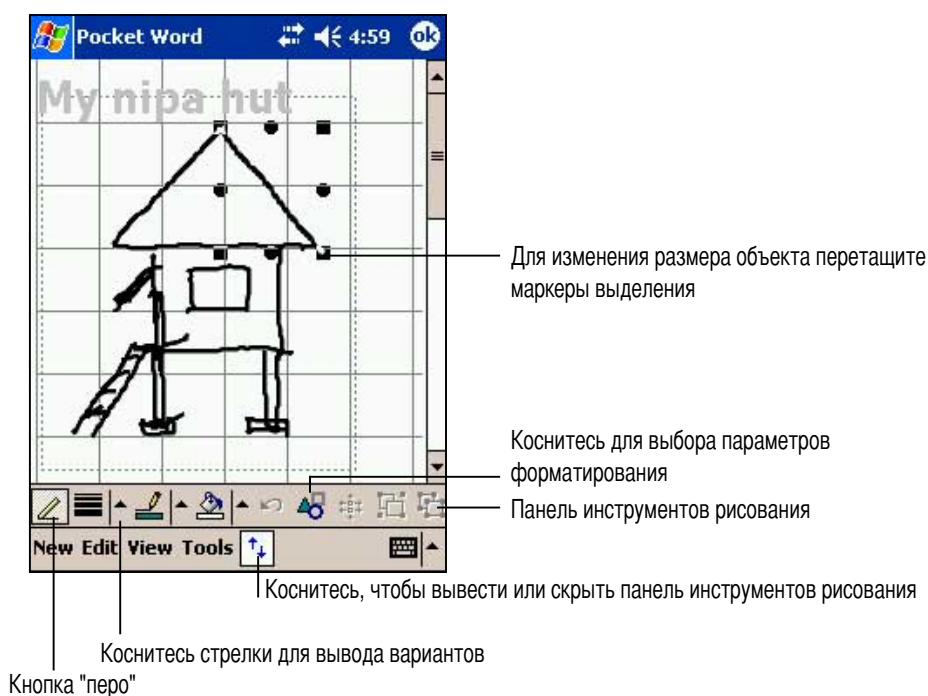 Pocket Word 4:59 ok
My nipa hut
Для изменения размера объекта перетащите
маркеры выделения
Коснитесь для выбора параметров
форматирования
Панель инструментов рисования
New Edit View Tools
Коснитесь, чтобы вывести или скрыть панель инструментов рисования
Коснитесь стрелки для вывода вариантов
Кнопка "перо"